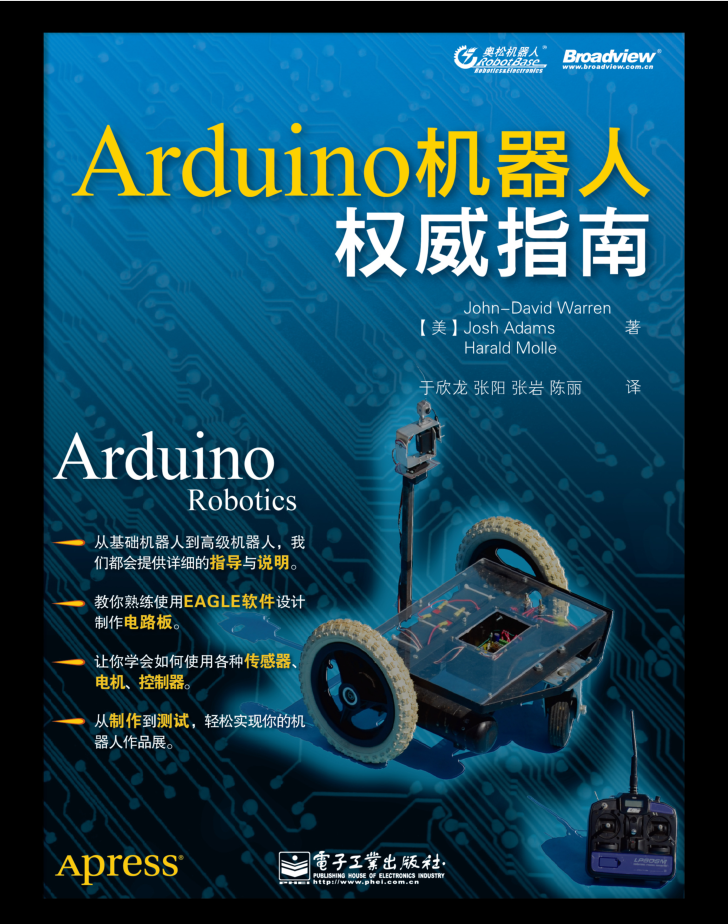 奥松机器人®
RobotBase
Robotics&Electronics
Broadview®
www.broadview.com.cn
Arduino机器人
权威指南
John-David Warren
【美】Josh Adams 著
Harald Molle
于欣龙 张阳 张岩 陈丽 译
Arduino
Robotics
从基础机器人到高级机器人，我
们都会提供详细的指导与说明。
教你熟练使用EAGLE软件设计
制作电路板。
让你学会如何使用各种传感器、
电机、控制器。
从制作到测试，轻松实现你的机
器人作品展。
Apress®
電子工業出版社.
PUBLISHING HOUSE OF ELECTRONICS INDUSTRY
PHEI http://www.phei.com.cn